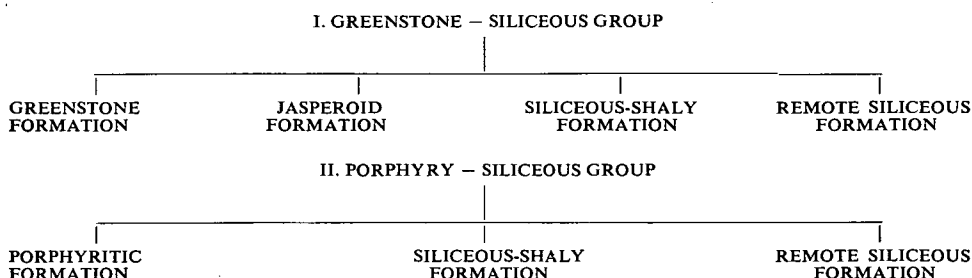 I. GREENSTONE — SILICEOUS GROUP
GREENSTONE FORMATION
JASPEROID FORMATION
SILICEOUS-SHALY FORMATION
REMOTE SILICEOUS FORMATION
II. PORPHYRY — SILICEOUS GROUP
PORPHYRITIC FORMATION
SILICEOUS-SHALY FORMATION
REMOTE SILICEOUS FORMATION